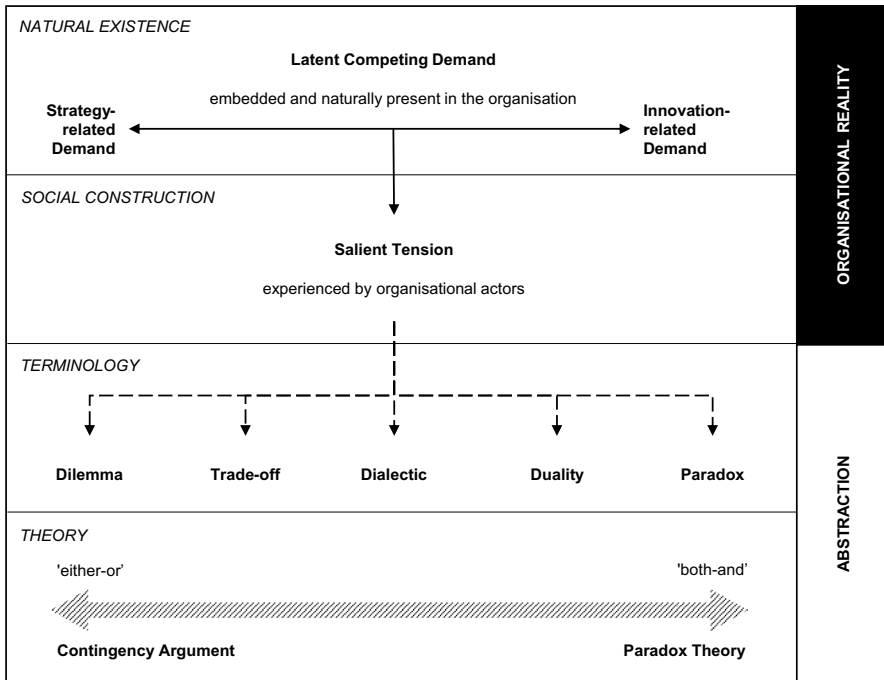 NATURAL EXISTENCE
Latent Competing Demand
embedded and naturally present in the organisation
Strategy-
related
Demand
Innovation-
related
Demand
SOCIAL CONSTRUCTION
Salient Tension
experienced by organisational actors
ORGANISATIONAL REALITY
TERMINOLOGY
Dilemma
Trade-off
Dialectic
Duality
Paradox
THEORY
'either-or’
'both-and’
Contingency Argument
Paradox Theory
ABSTRACTION